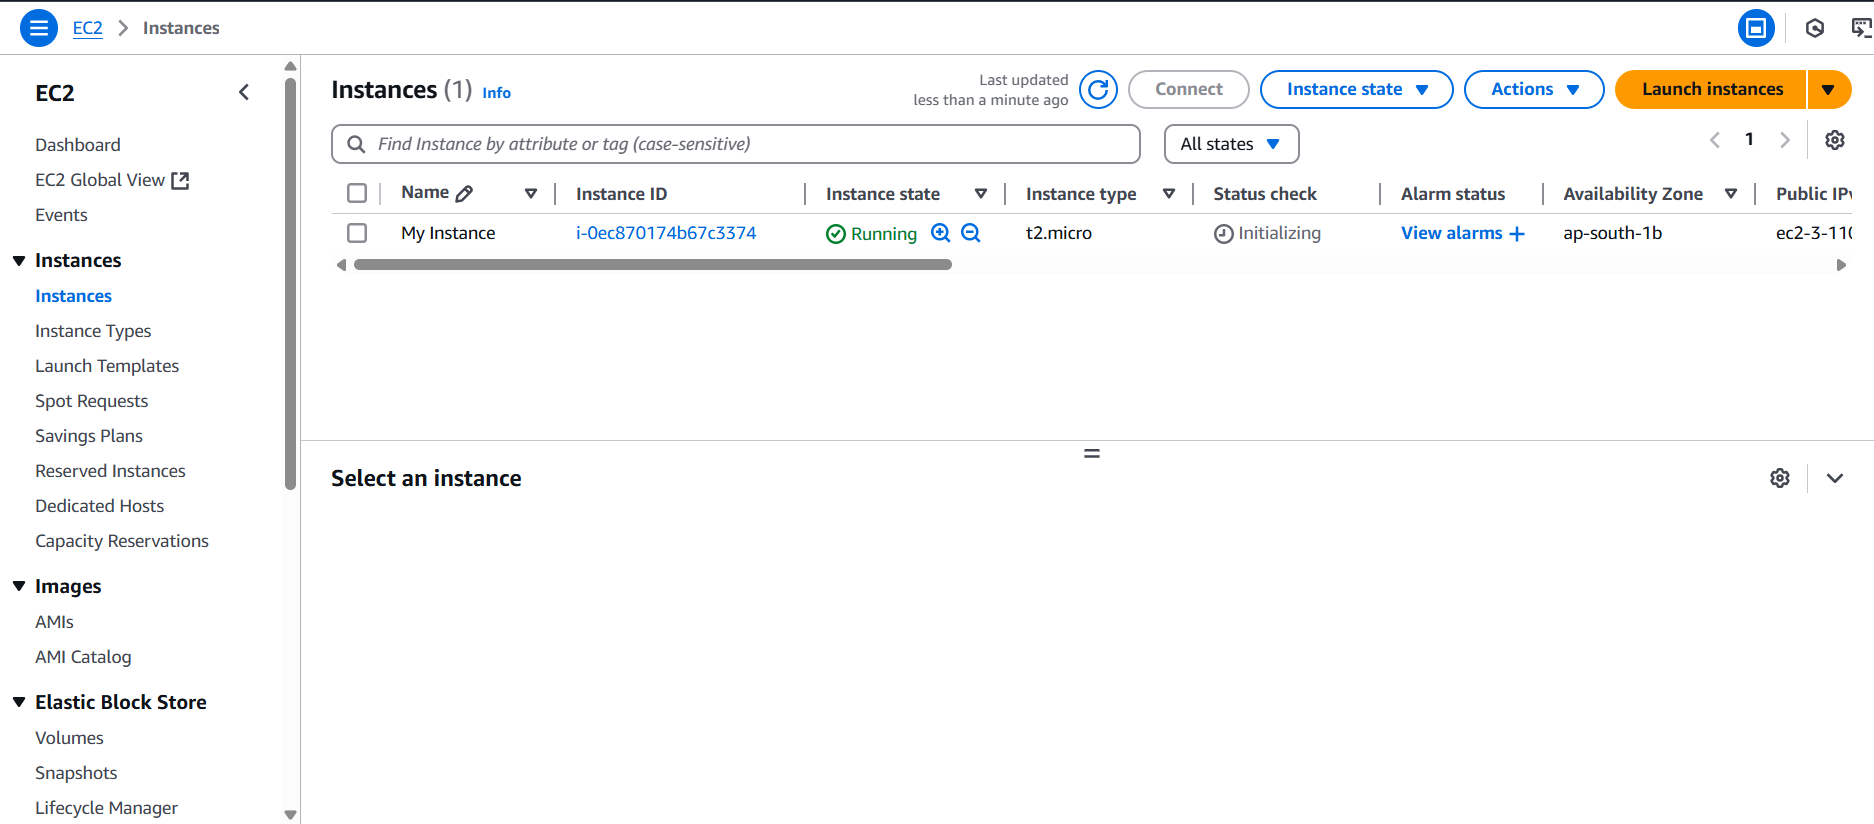 EC2 > Instances
EC2
Dashboard
EC2 Global View
Events
Instances
Instances
Instance Types
Launch Templates
Spot Requests
Savings Plans
Reserved Instances
Dedicated Hosts
Capacity Reservations
Images
AMIs
AMI Catalog
Elastic Block Store
Volumes
Snapshots
Lifecycle Manager
Instances (1) Info
Last updated
less than a minute ago
Connect
Instance state
Actions
Launch instances
Find Instance by attribute or tag (case-sensitive)
All states
1
Name Instance ID Instance state Instance type Status check Alarm status Availability Zone Public IPv
My Instance i-0ec870174b67c3374 Running t2.micro Initializing View alarms + ap-south-1b ec2-3-110
Select an instance